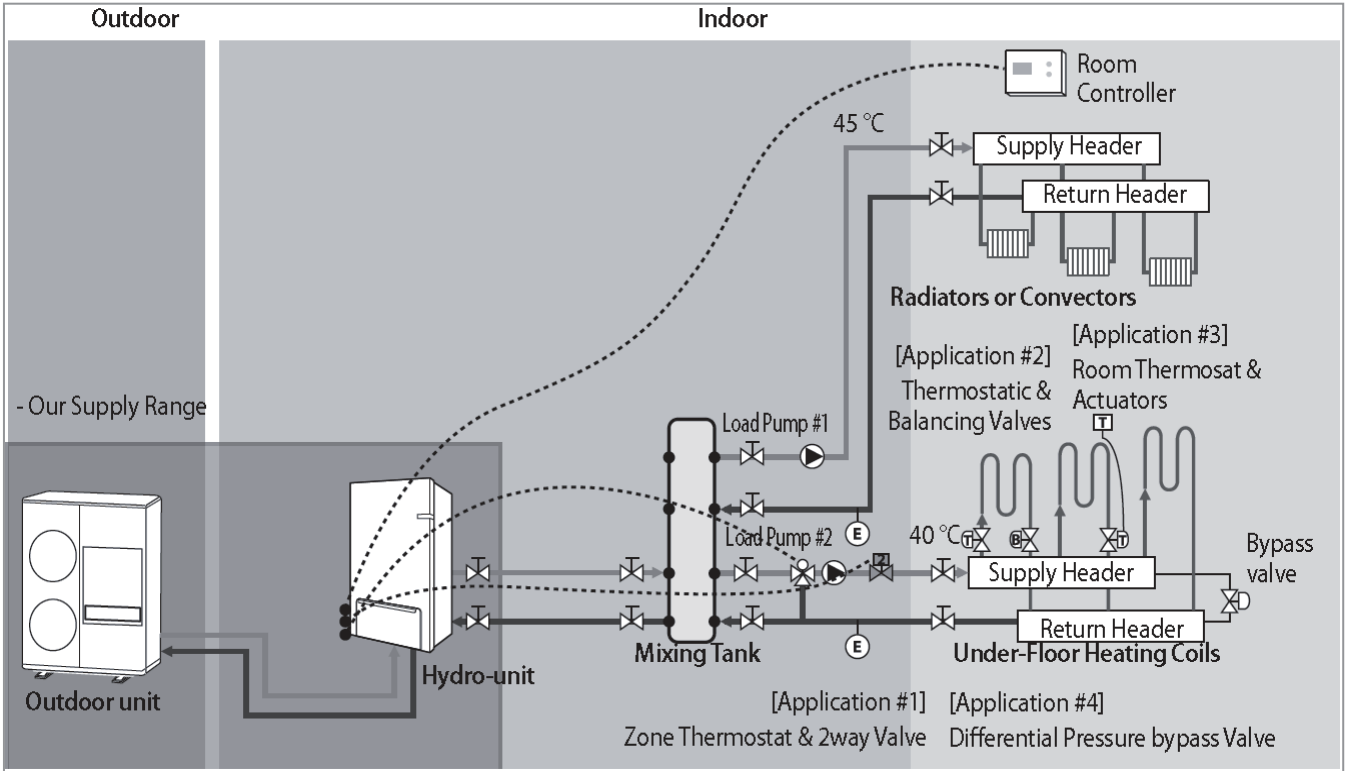 Outdoor
Indoor
Room
Controller
45 °C
Supply Header
Return Header
Radiators or Convectors
[Application #3]
Room Thermosat &
Actuators
[Application #2]
Thermostatic &
Balancing Valves
- Our Supply Range
T
Load Pump #1
E
Load Pump #2
2
40 °C
T
B
T
Bypass
valve
Supply Header
Return Header
E
Mixing Tank
Under-Floor Heating Coils
Hydro-unit
Outdoor unit
[Application #1]
Zone Thermostat & 2way Valve
[Application #4]
Differential Pressure bypass Valve